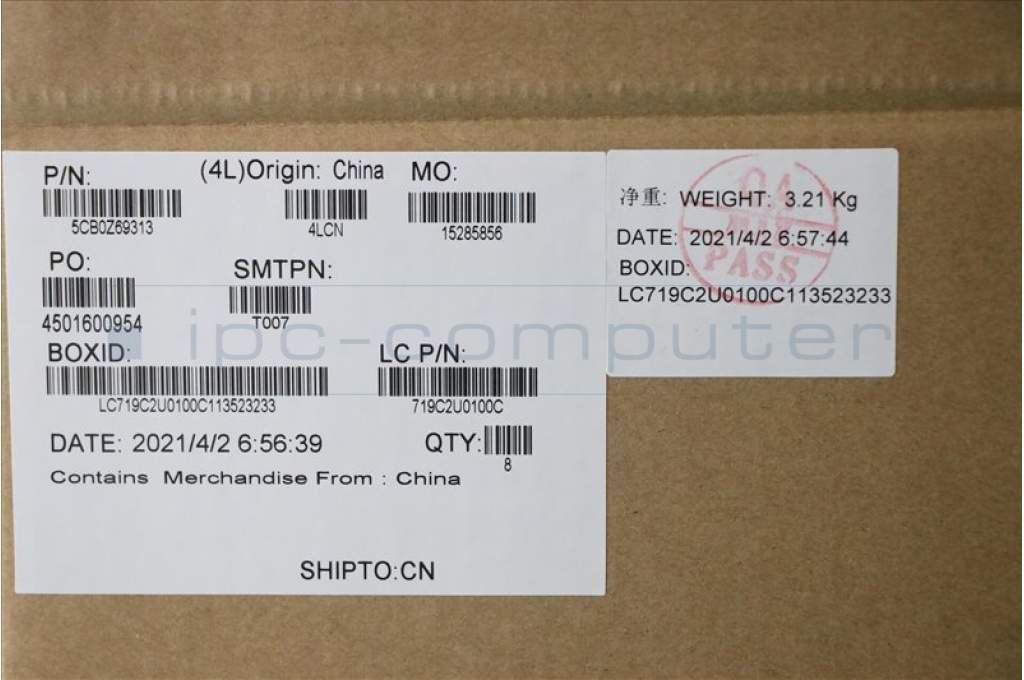 P/N: (4L)Origin: China MO:
5CB0Z69313 4LCN 15285856
PO: SMTPN:
4501600954 T007
BOXID: LC P/N:
LC719C2U0100C113523233 719C2U0100C
DATE: 2021/4/2 6:56:39 QTY:
8
Contains Merchandise From : China
SHIPTO:CN
净重: WEIGHT: 3.21 Kg
DATE: 2021/4/2 6:57:44
BOXID:
LC719C2U0100C113523233
QA
PASS
ipc-computer